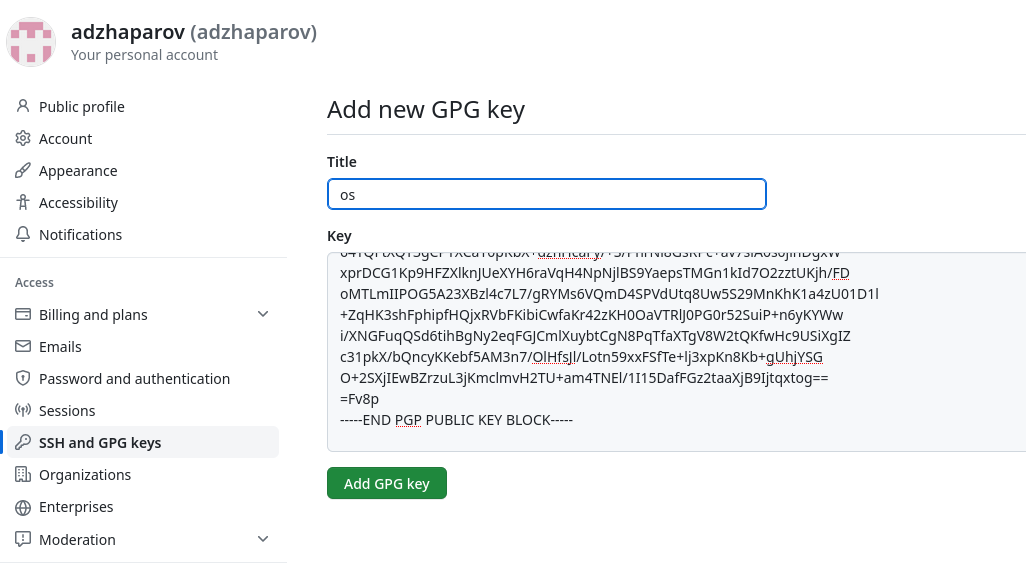 adzhaparov (adzhaparov)
Your personal account
Public profile
Account
Appearance
Accessibility
Notifications
Access
Billing and plans
Emails
Password and authentication
Sessions
SSH and GPG keys
Organizations
Enterprises
Moderation
Add new GPG key
Title
os
Key
xprDCG1Kp9HFZXlknJUeXYH6raVqH4NpNjlBS9YaepsTMGn1kId7O2zztUKjh/FD
oMTLmIIPOG5A23XBzl4c7L7/gRYMs6VQmD4SPVdUtq8Uw5S29MnKhK1a4zU01D1l
+ZqHK3shFphipfHQjxRVbFKibiCwfaKr42zKH0OaVTRlJ0PG0r52SuiP+n6yKYWw
i/XNGFuqQSd6tihBgNy2eqFGJCmlXuybtCgN8PqTfaXTgV8W2tQKfwHc9USiXgIZ
c31pkX/bQncyKKebf5AM3n7/OlHfsJl/Lotn59xxFSfTe+lj3xpKn8Kb+gUhjYSG
O+2SXjIEwBZrzuL3jKmclmvH2TU+am4TNEl/1I15DafFGz2taaXjB9Ijtqxtog==
=Fv8p
-----END PGP PUBLIC KEY BLOCK-----
Add GPG key